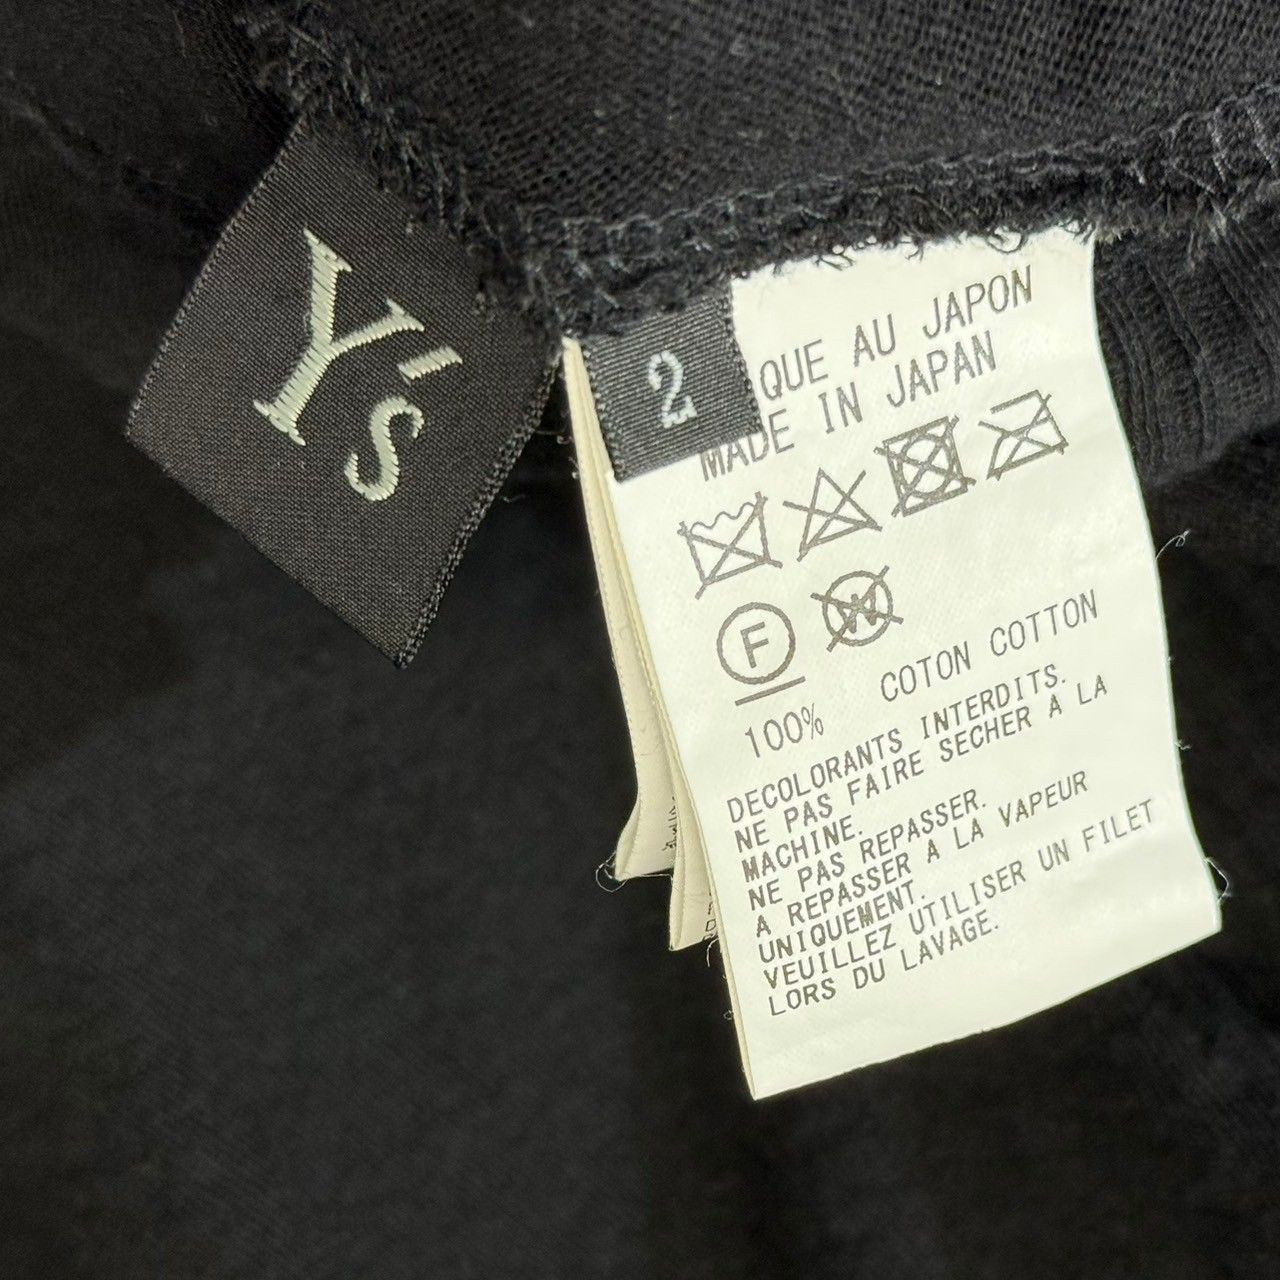 Y's
2
QUE AU JAPON
MADE IN JAPAN
F
W
100% COTON COTTON
DECOLORANTS INTERDITS.
NE PAS FAIRE SECHER A LA
MACHINE.
NE PAS REPASSER.
A REPASSER A LA VAPEUR
UNIQUEMENT.
VEUILLEZ UTILISER UN FILET
LORS DU LAVAGE.